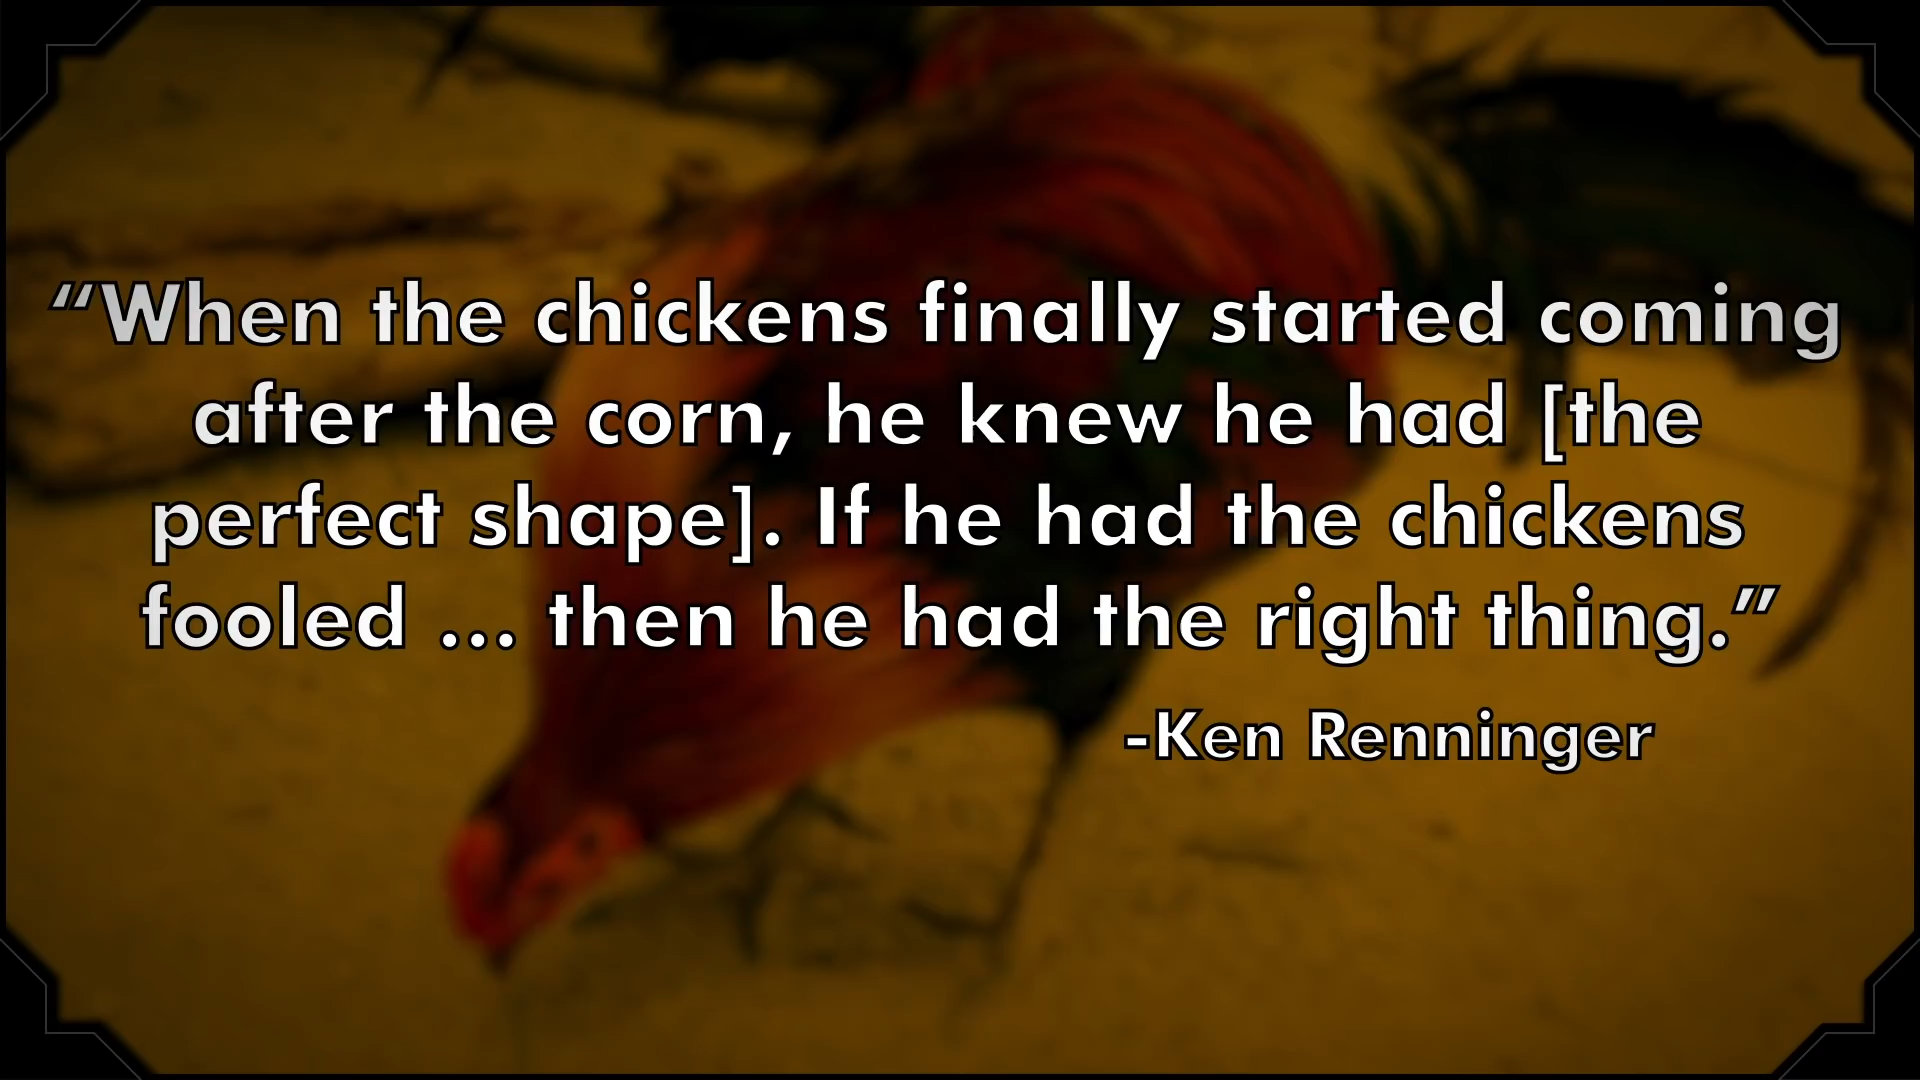 “When the chickens finally started coming
after the corn, he knew he had [the
perfect shape]. If he had the chickens
fooled ... then he had the right thing.”
-Ken Renninger